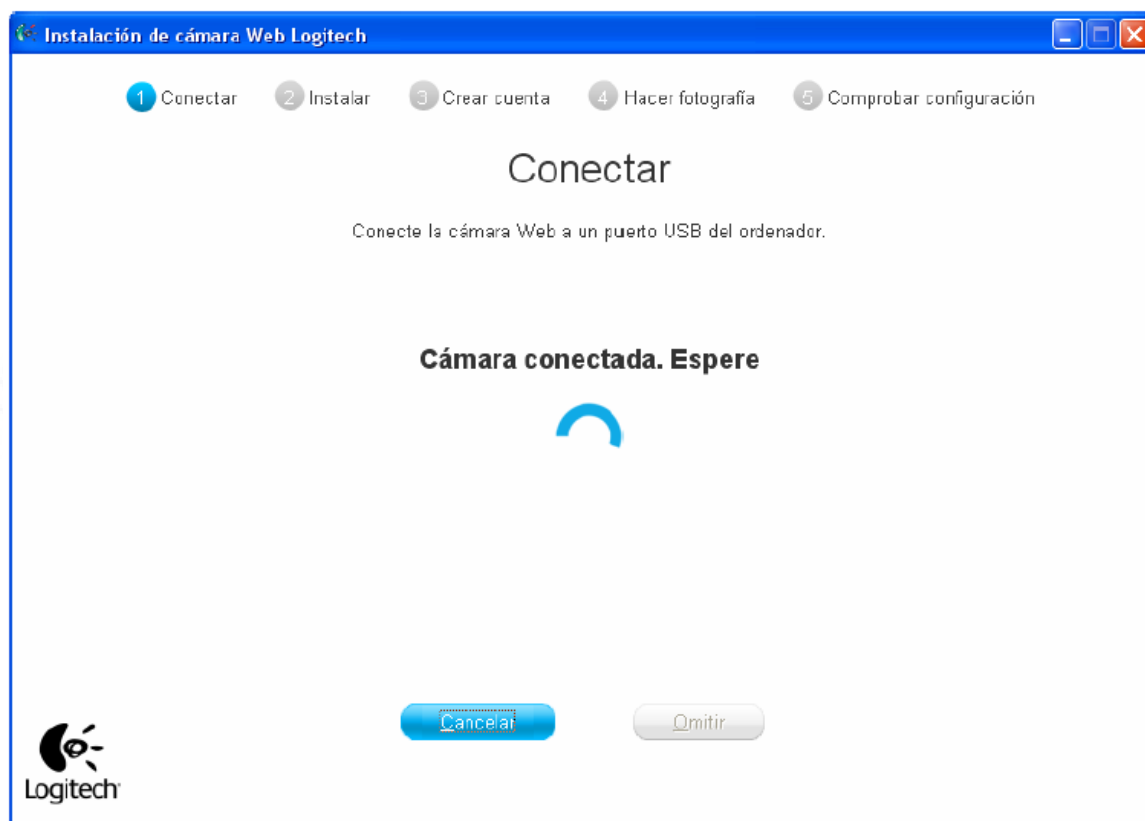 Instalación de cámara Web Logitech
1 Conectar 2 Instalar 3 Crear cuenta 4 Hacer fotografía 5 Comprobar configuración
Conectar
Conecte la cámara Web a un puerto USB del ordenador.
Cámara conectada. Espere
Cancelar Omitir
Logitech